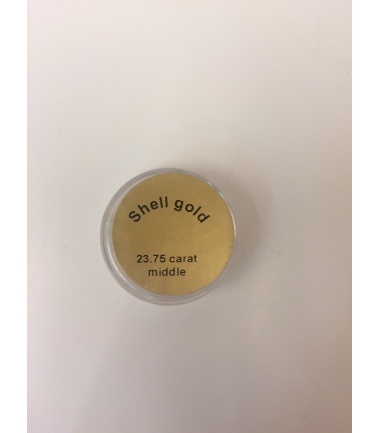 Shell gold
23.75 carat
middle